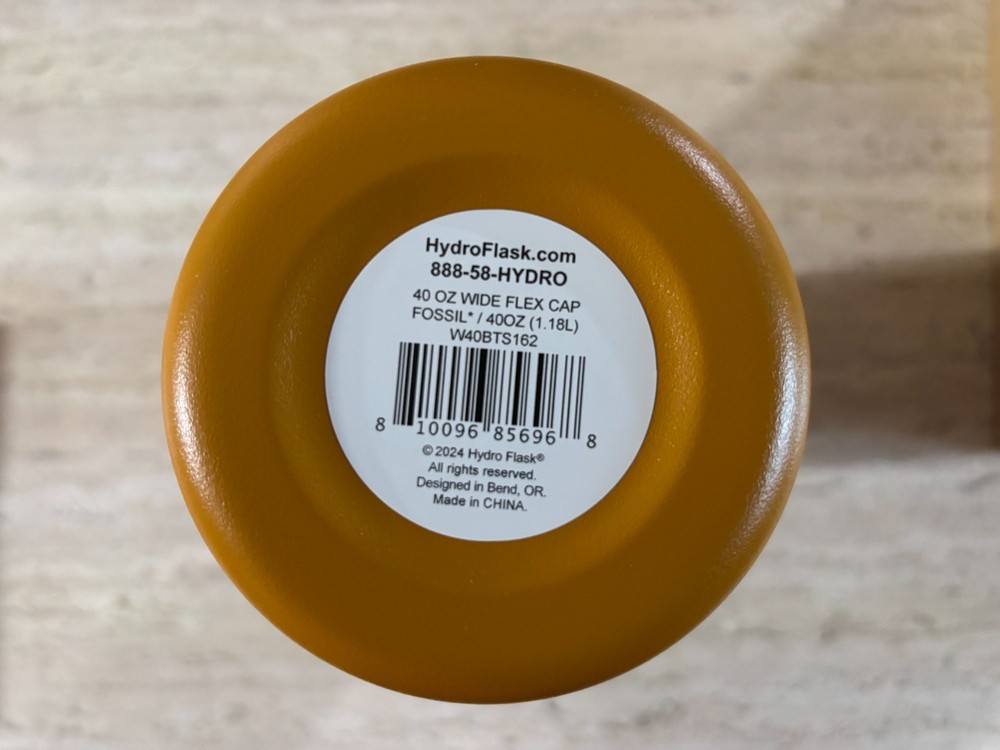 HydroFlask.com
888-58-HYDRO
40 OZ WIDE FLEX CAP
FOSSIL* / 40OZ (1.18L)
W40BTS162
8 10096 85696 8
© 2024 Hydro Flask®
All rights reserved.
Designed in Bend, OR.
Made in CHINA.